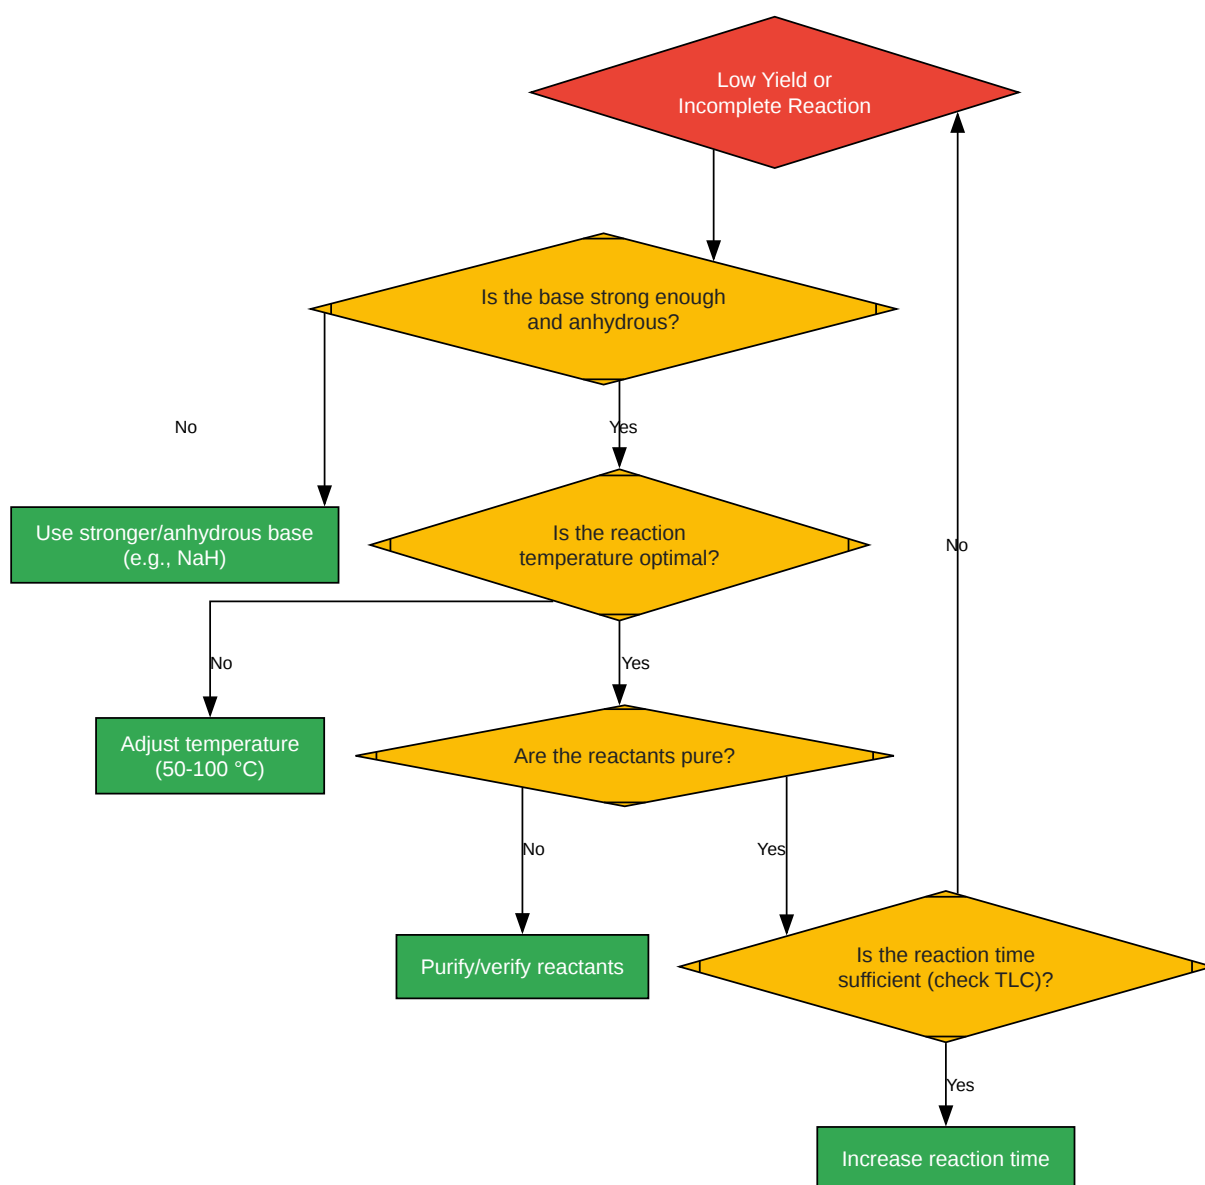 Low Yield or
Incomplete Reaction
Is the base strong enough
and anhydrous?
No
Yes
Use stronger/anhydrous base
(e.g., NaH)
Is the reaction
temperature optimal?
No
No
Yes
Adjust temperature
(50-100 °C)
Are the reactants pure?
No
Yes
Purify/verify reactants
Is the reaction time
sufficient (check TLC)?
Yes
Increase reaction time